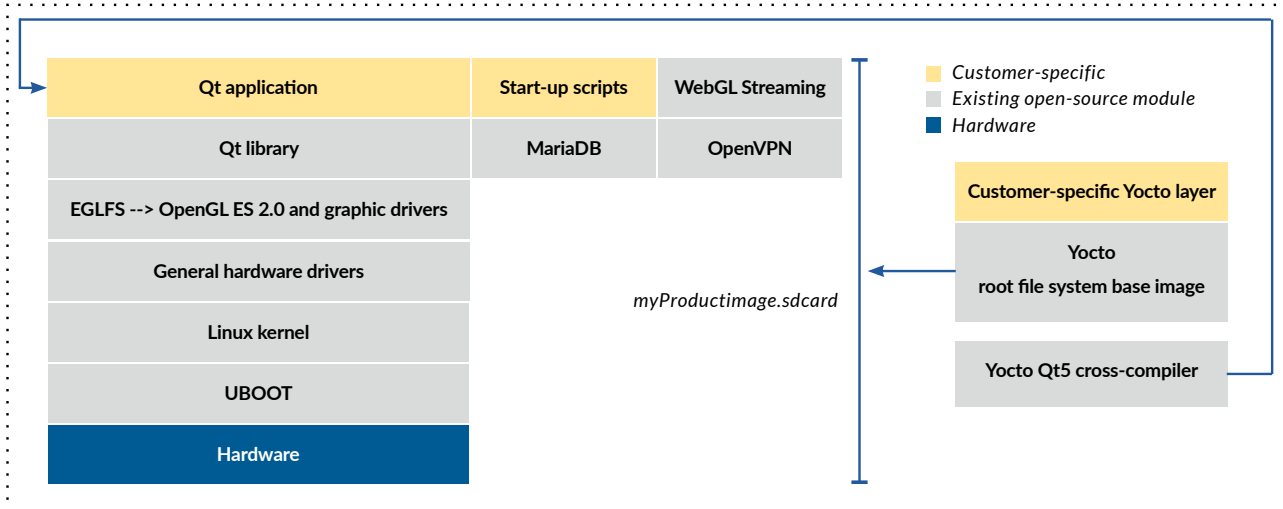 Qt application
Start-up scripts
WebGL Streaming
Qt library
MariaDB
OpenVPN
EGLFS --> OpenGL ES 2.0 and graphic drivers
General hardware drivers
Linux kernel
UBOOT
Hardware
myProductimage.sdcard
Customer-specific
Existing open-source module
Hardware
Customer-specific Yocto layer
Yocto
root file system base image
Yocto Qt5 cross-compiler